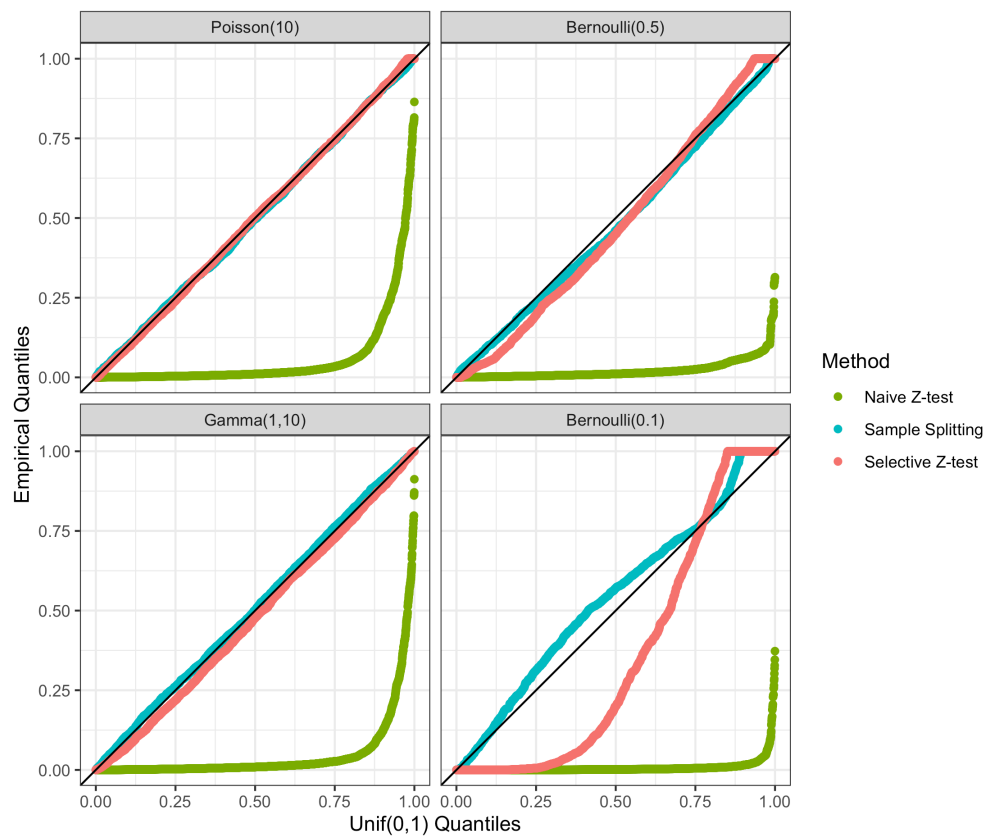 Poisson(10)
Bernoulli(0.5)
1.00
0.75
0.50
0.25
0.00
Gamma(1,10)
Bernoulli(0.1)
1.00
0.75
0.50
0.25
0.00
0.00 0.25 0.50 0.75 1.00
0.00 0.25 0.50 0.75 1.00
Empirical Quantiles
Unif(0,1) Quantiles
Method
Naive Z-test
Sample Splitting
Selective Z-test